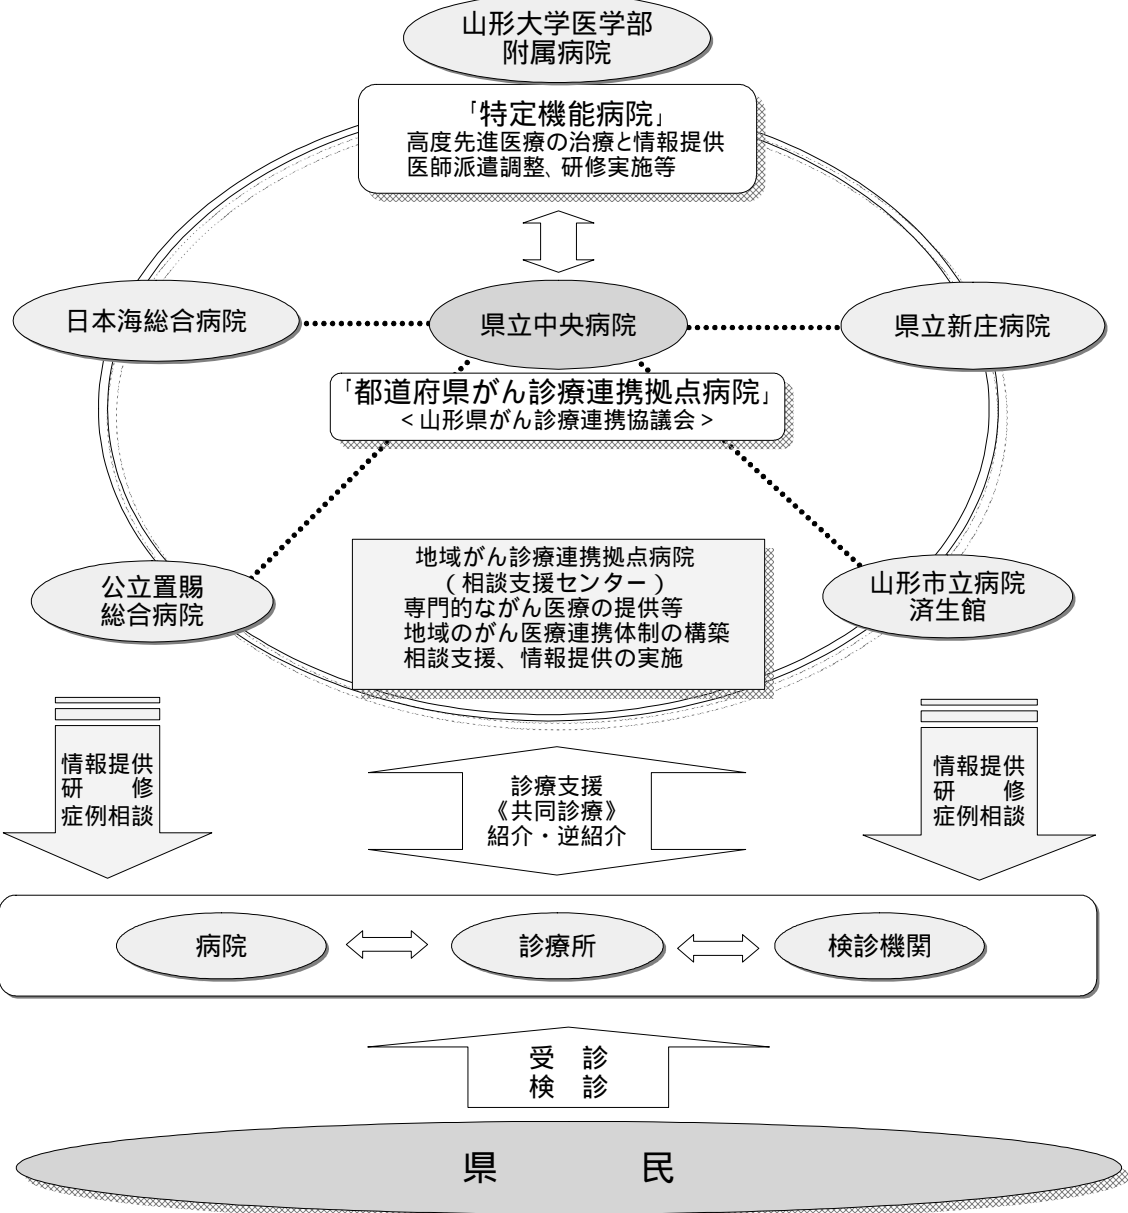 山形大学医学部
附属病院
「特定機能病院」
高度先進医療の治療と情報提供
医師派遣調整、研修実施等
日本海総合病院
県立中央病院
県立新庄病院
「都道府県がん診療連携拠点病院」
<山形県がん診療連携協議会>
公立置賜
総合病院
地域がん診療連携拠点病院
(相談支援センター)
専門的ながん医療の提供等
地域のがん医療連携体制の構築
相談支援、情報提供の実施
山形市立病院
済生館
情報提供
研　　修
症例相談
診療支援
《共同診療》
紹介・逆紹介
情報提供
研　　修
症例相談
病院
診療所
検診機関
受　診
検　診
県　　　　民